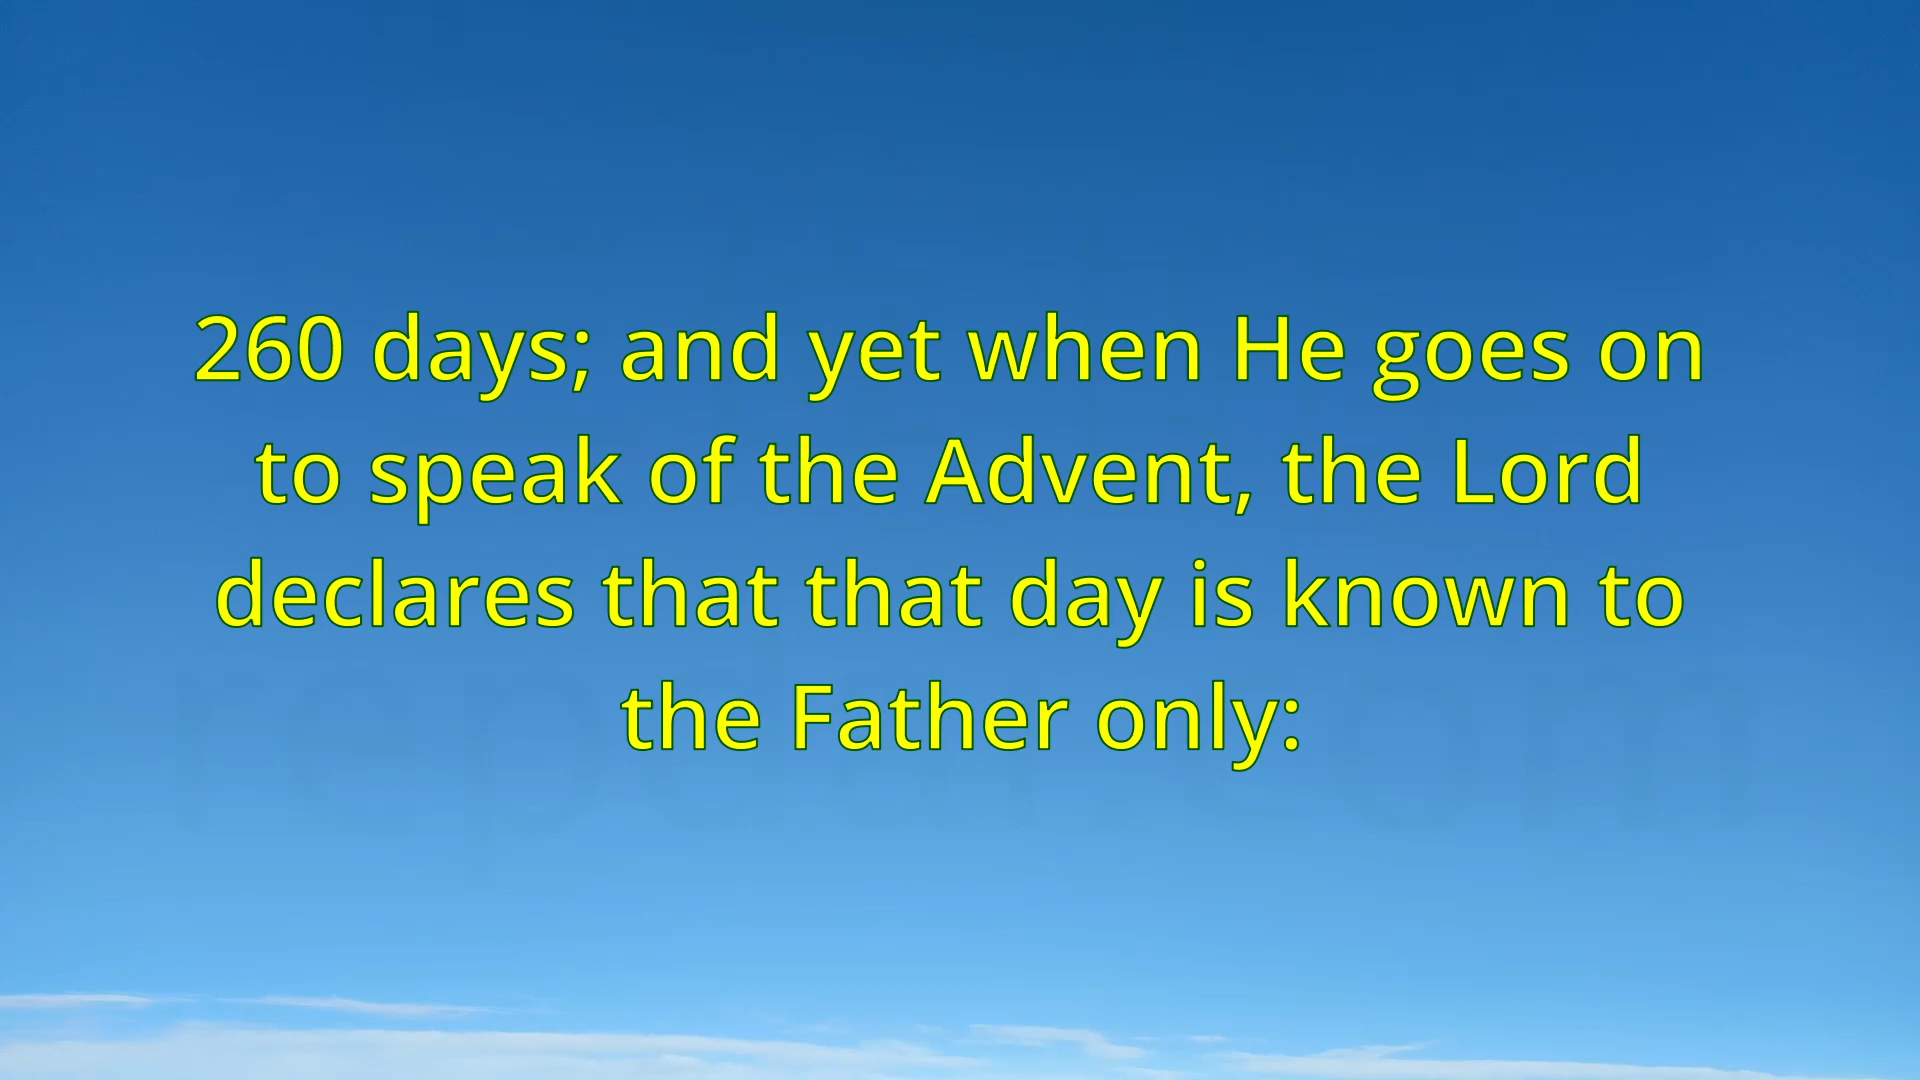 260 days; and yet when He goes on
to speak of the Advent, the Lord
declares that that day is known to
the Father only: